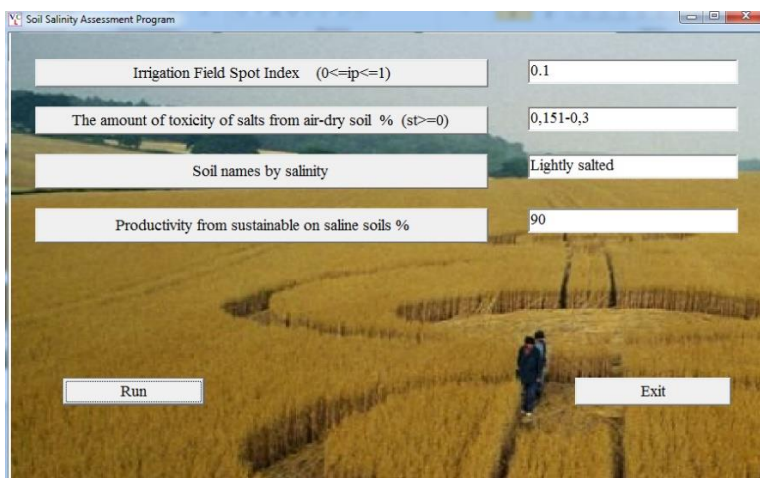 Soil Salinity Assessment Program
Irrigation Field Spot Index (0<=ip<=1)
0.1
The amount of toxicity of salts from air-dry soil % (st>=0)
0,151-0,3
Soil names by salinity
Lightly salted
Productivity from sustainable on saline soils %
90
Run
Exit